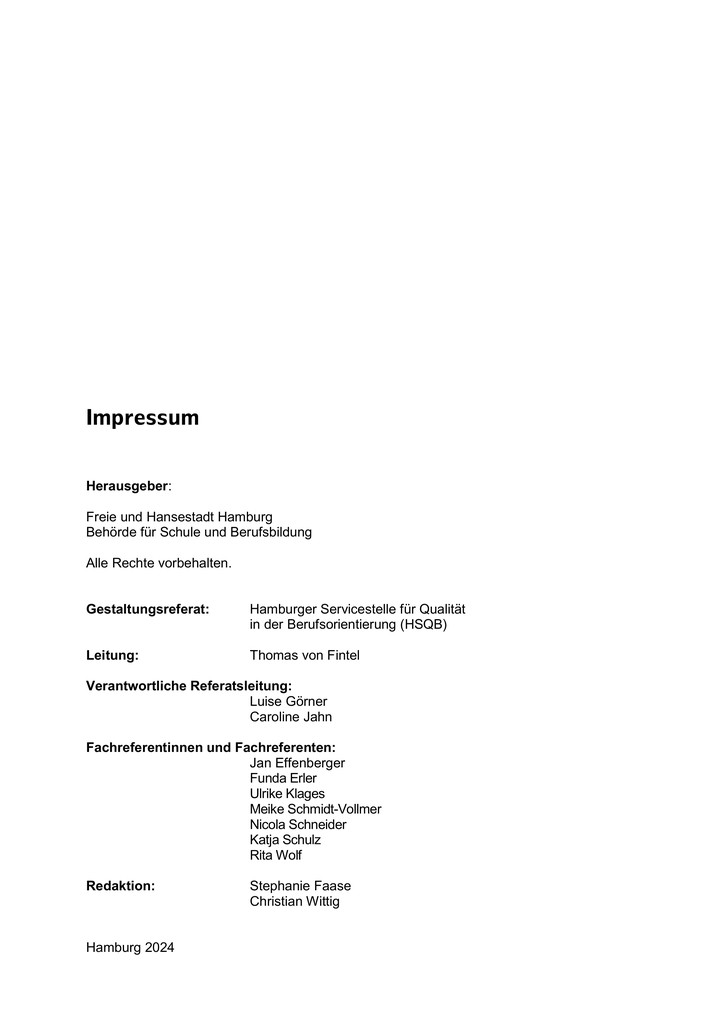 Impressum
Herausgeber:
Freie und Hansestadt Hamburg
Behörde für Schule und Berufsbildung
Alle Rechte vorbehalten.
Gestaltungsreferat: Hamburger Servicestelle für Qualität
in der Berufsorientierung (HSQB)
Leitung: Thomas von Fintel
Verantwortliche Referatsleitung:
Luise Görner
Caroline Jahn
Fachreferentinnen und Fachreferenten:
Jan Effenberger
Funda Erler
Ulrike Klages
Meike Schmidt-Vollmer
Nicola Schneider
Katja Schulz
Rita Wolf
Redaktion: Stephanie Faase
Christian Wittig
Hamburg 2024